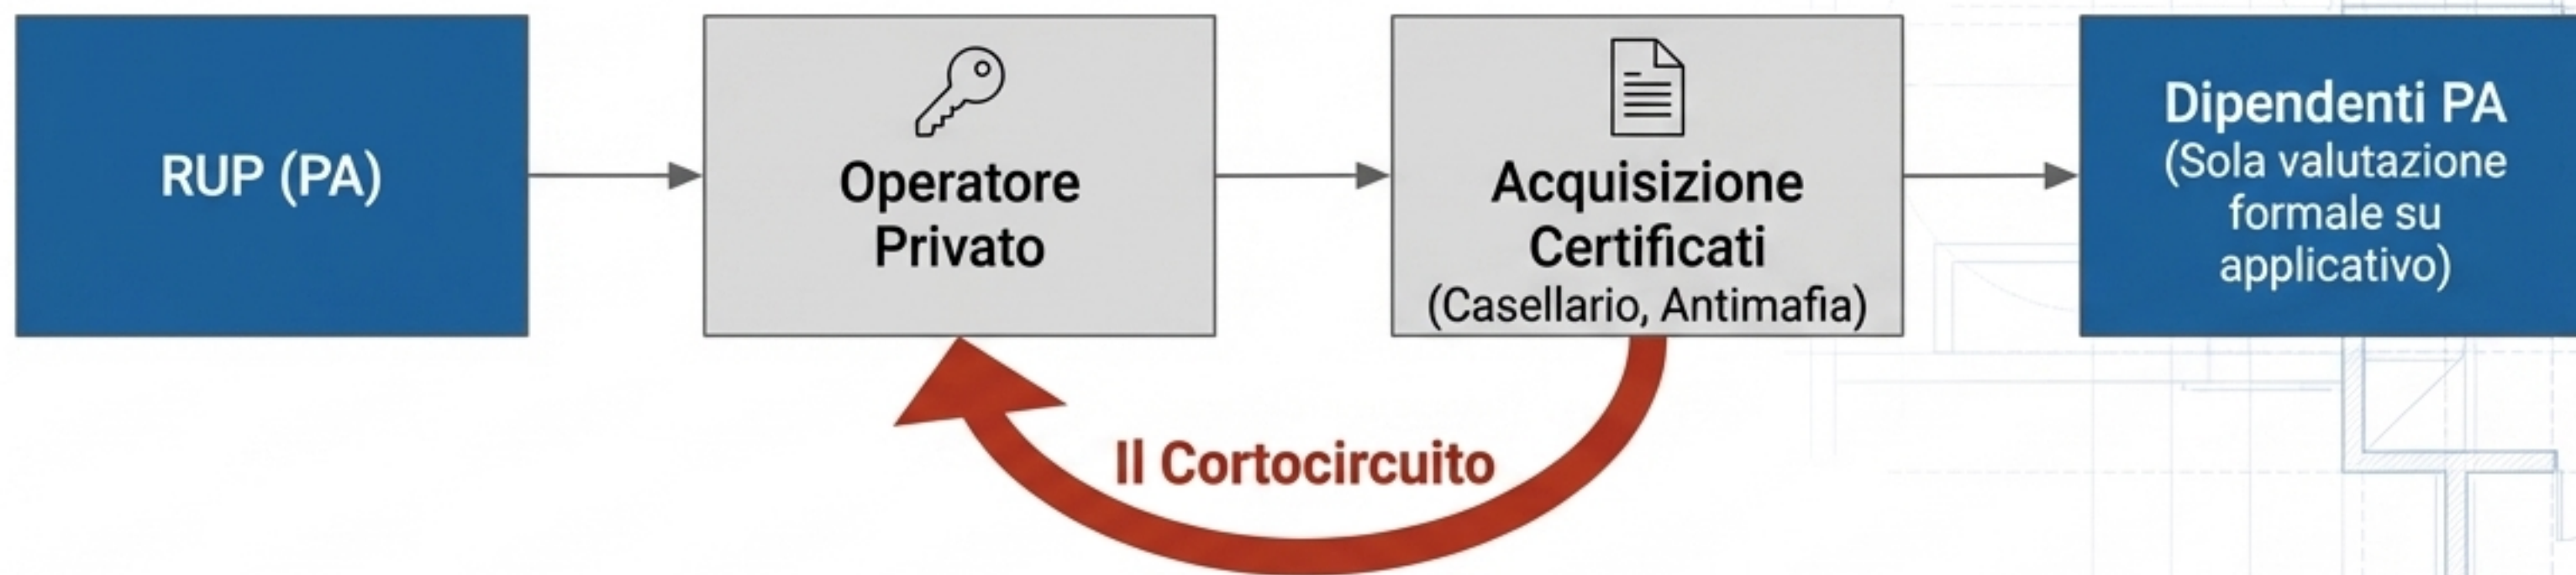 RUP (PA)
Operatore
Privato
Acquisizione
Certificati
(Casellario, Antimafia)
Dipendenti PA
(Sola valutazione
formale su
applicativo)
Il Cortocircuito